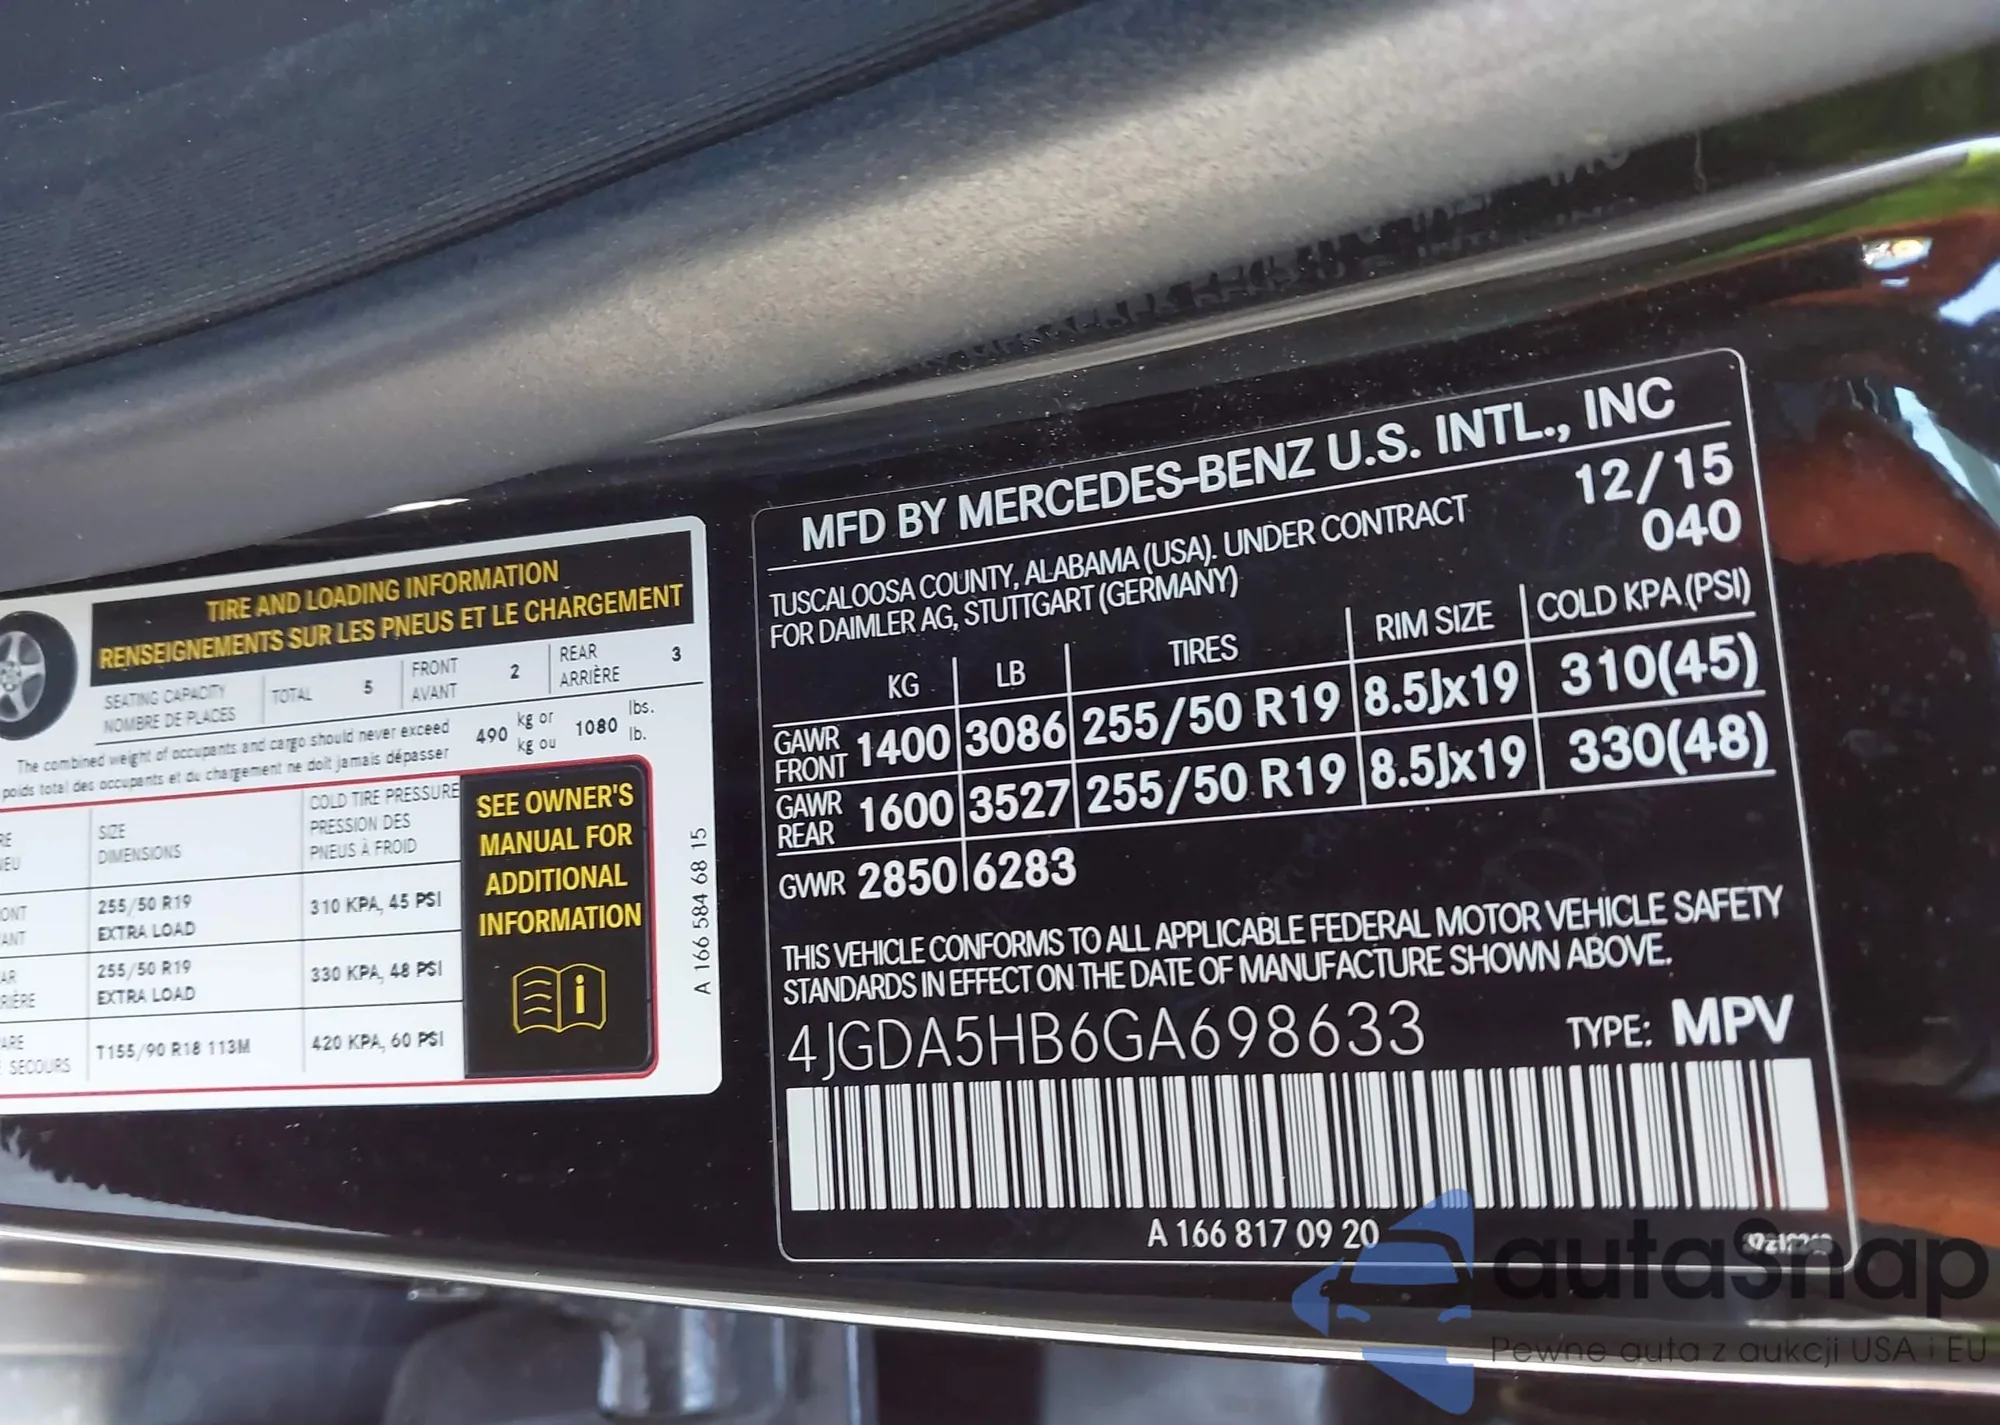 TIRE AND LOADING INFORMATION
RENSEIGNEMENTS SUR LES PNEUS ET LE CHARGEMENT
SEATING CAPACITY TOTAL 5 FRONT 2 REAR 3
NOMBRE DE PLACES AVANT ARRIÈRE
The combined weight of occupants and cargo should never exceed 490 kg or 1080 lbs.
poids total des occupants et du chargement ne doit jamais dépasser kg ou lb.
SIZE COLD TIRE PRESSURE
DIMENSIONS PRESSION DES
PNEUS À FROID
255/50 R19 310 KPA, 45 PSI
EXTRA LOAD
255/50 R19 330 KPA, 48 PSI
EXTRA LOAD
SECOURS T155/90 R18 113M 420 KPA, 60 PSI
SEE OWNER'S
MANUAL FOR
ADDITIONAL
INFORMATION
i
A 166 584 68 15
MFD BY MERCEDES-BENZ U.S. INTL., INC
TUSCALOOSA COUNTY, ALABAMA (USA). UNDER CONTRACT 12/15
FOR DAIMLER AG, STUTTGART (GERMANY) 040
KG LB TIRES RIM SIZE COLD KPA (PSI)
GAWR FRONT 1400 3086 255/50 R19 8.5Jx19 310(45)
GAWR REAR 1600 3527 255/50 R19 8.5Jx19 330(48)
GVWR 2850 6283
THIS VEHICLE CONFORMS TO ALL APPLICABLE FEDERAL MOTOR VEHICLE SAFETY
STANDARDS IN EFFECT ON THE DATE OF MANUFACTURE SHOWN ABOVE.
4JGDA5HB6GA698633 TYPE: MPV
A 166 817 09 20
autaSnap
Pewne auta z aukcji USA i EU